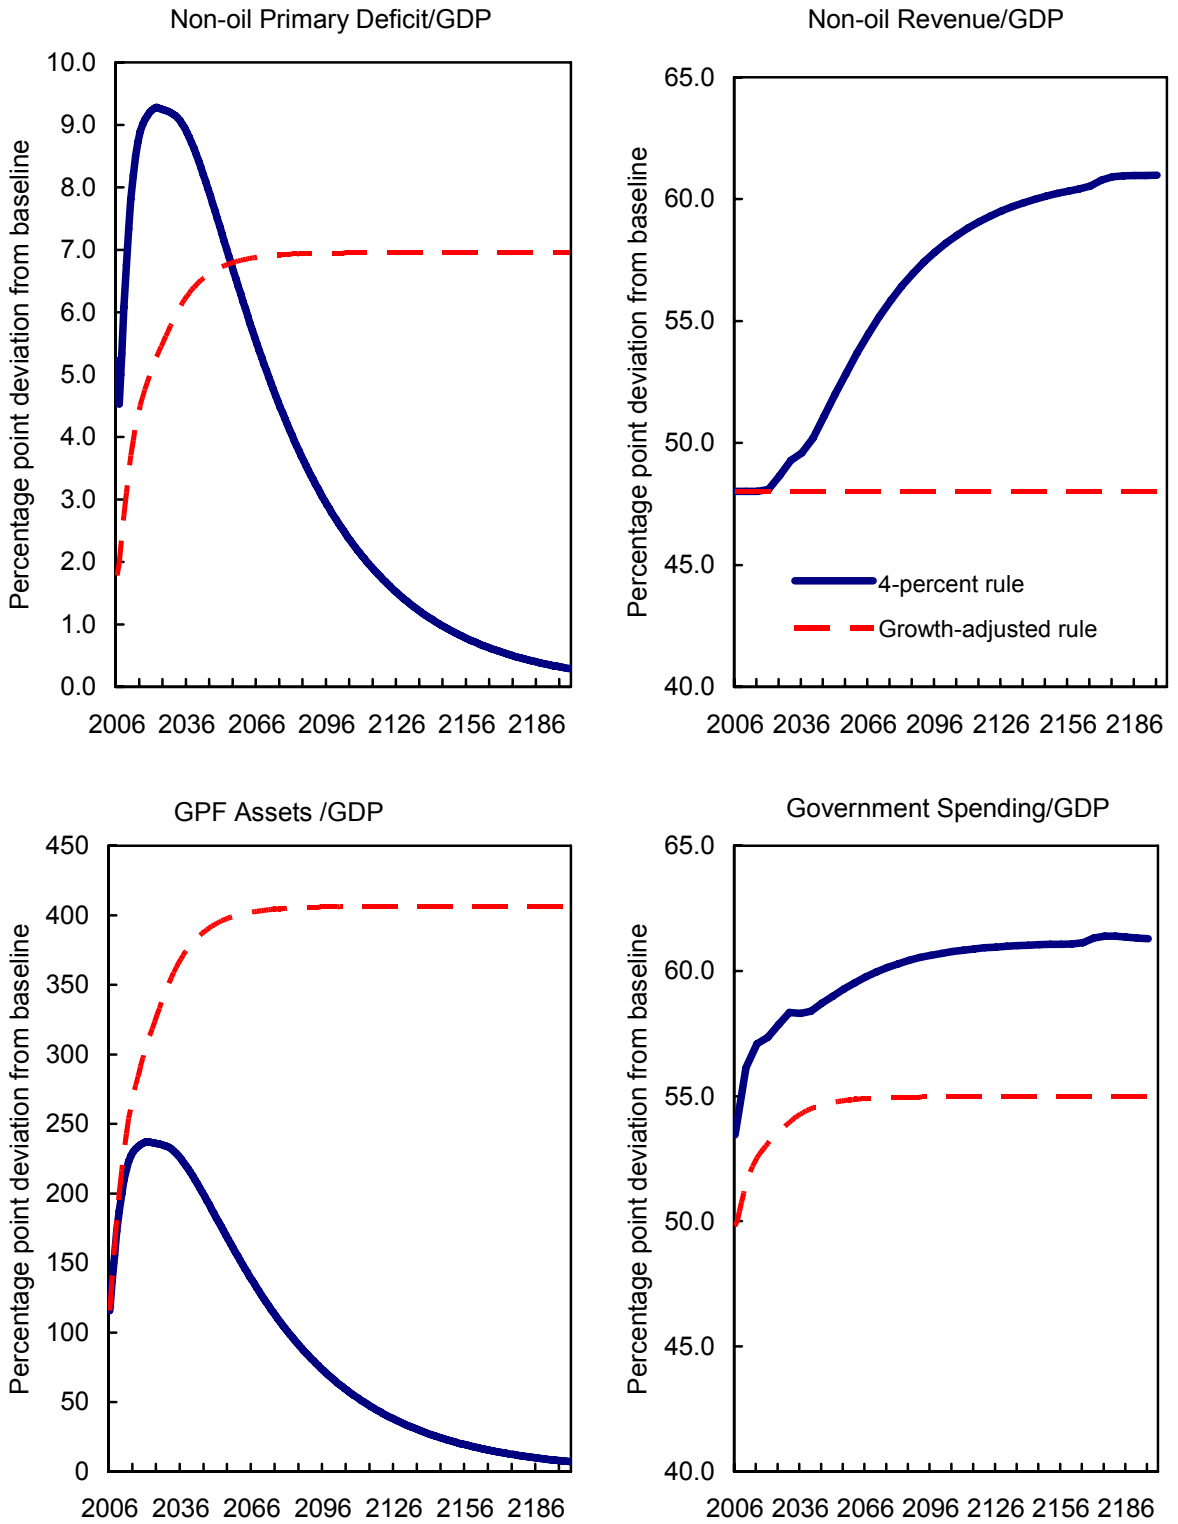 Non-oil Primary Deficit/GDP
Percentage point deviation from baseline
10.0
9.0
8.0
7.0
6.0
5.0
4.0
3.0
2.0
1.0
0.0
2006 2036 2066 2096 2126 2156 2186
Non-oil Revenue/GDP
Percentage point deviation from baseline
65.0
60.0
55.0
50.0
45.0
40.0
4-percent rule
Growth-adjusted rule
2006 2036 2066 2096 2126 2156 2186
GPF Assets /GDP
Percentage point deviation from baseline
450
400
350
300
250
200
150
100
50
0
2006 2036 2066 2096 2126 2156 2186
Government Spending/GDP
Percentage point deviation from baseline
65.0
60.0
55.0
50.0
45.0
40.0
2006 2036 2066 2096 2126 2156 2186